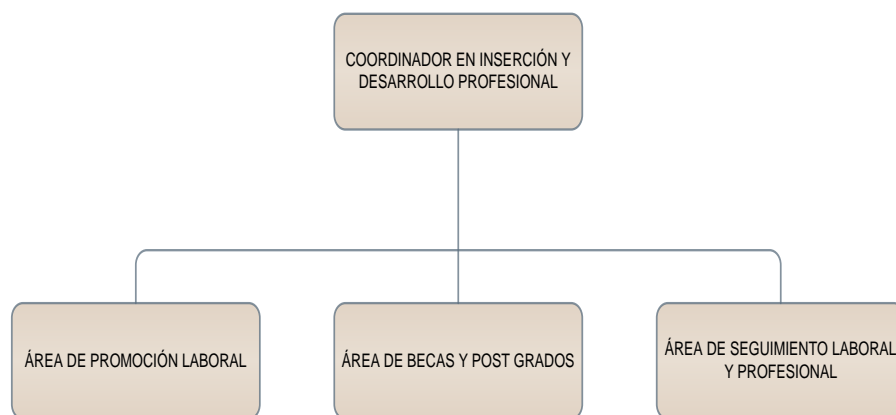 COORDINADOR EN INSERCIÓN Y
DESARROLLO PROFESIONAL
ÁREA DE PROMOCIÓN LABORAL
ÁREA DE BECAS Y POST GRADOS
ÁREA DE SEGUIMIENTO LABORAL
Y PROFESIONAL